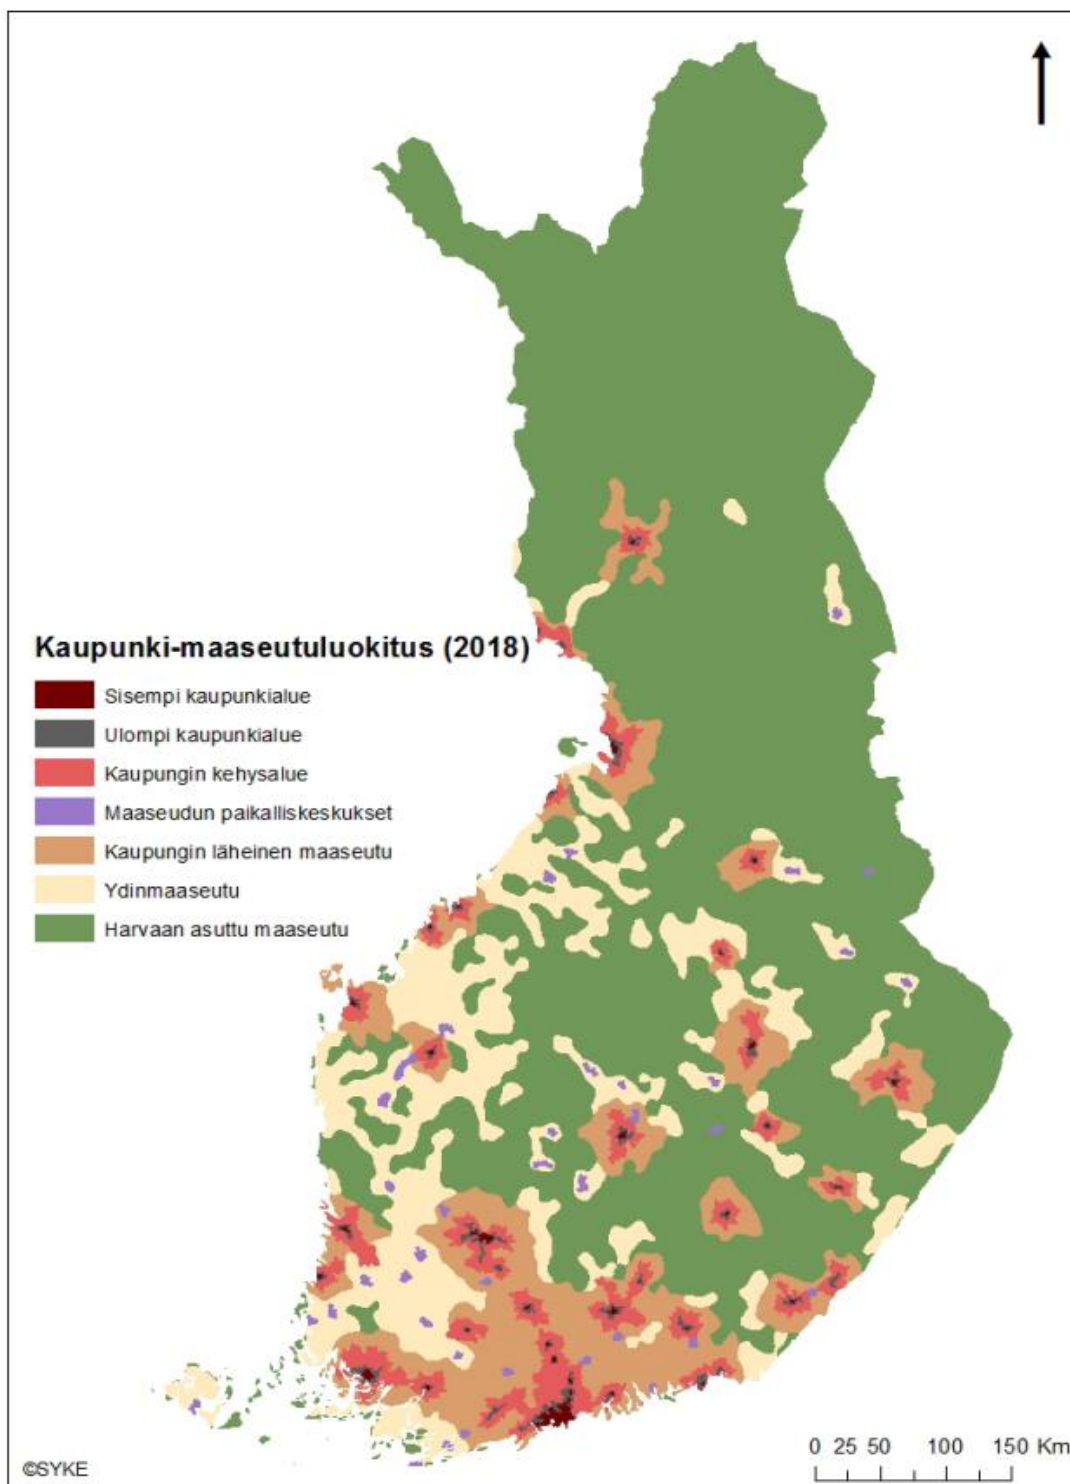 Kaupunki-maaseutuluokitus (2018)
Sisempi kaupunkialue
Ulompi kaupunkialue
Kaupungin kehysalue
Maaseudun paikalliskeskukset
Kaupungin läheinen maaseutu
Ydinmaaseutu
Harvaan asuttu maaseutu
0 25 50 100 150 Km
©SYKE